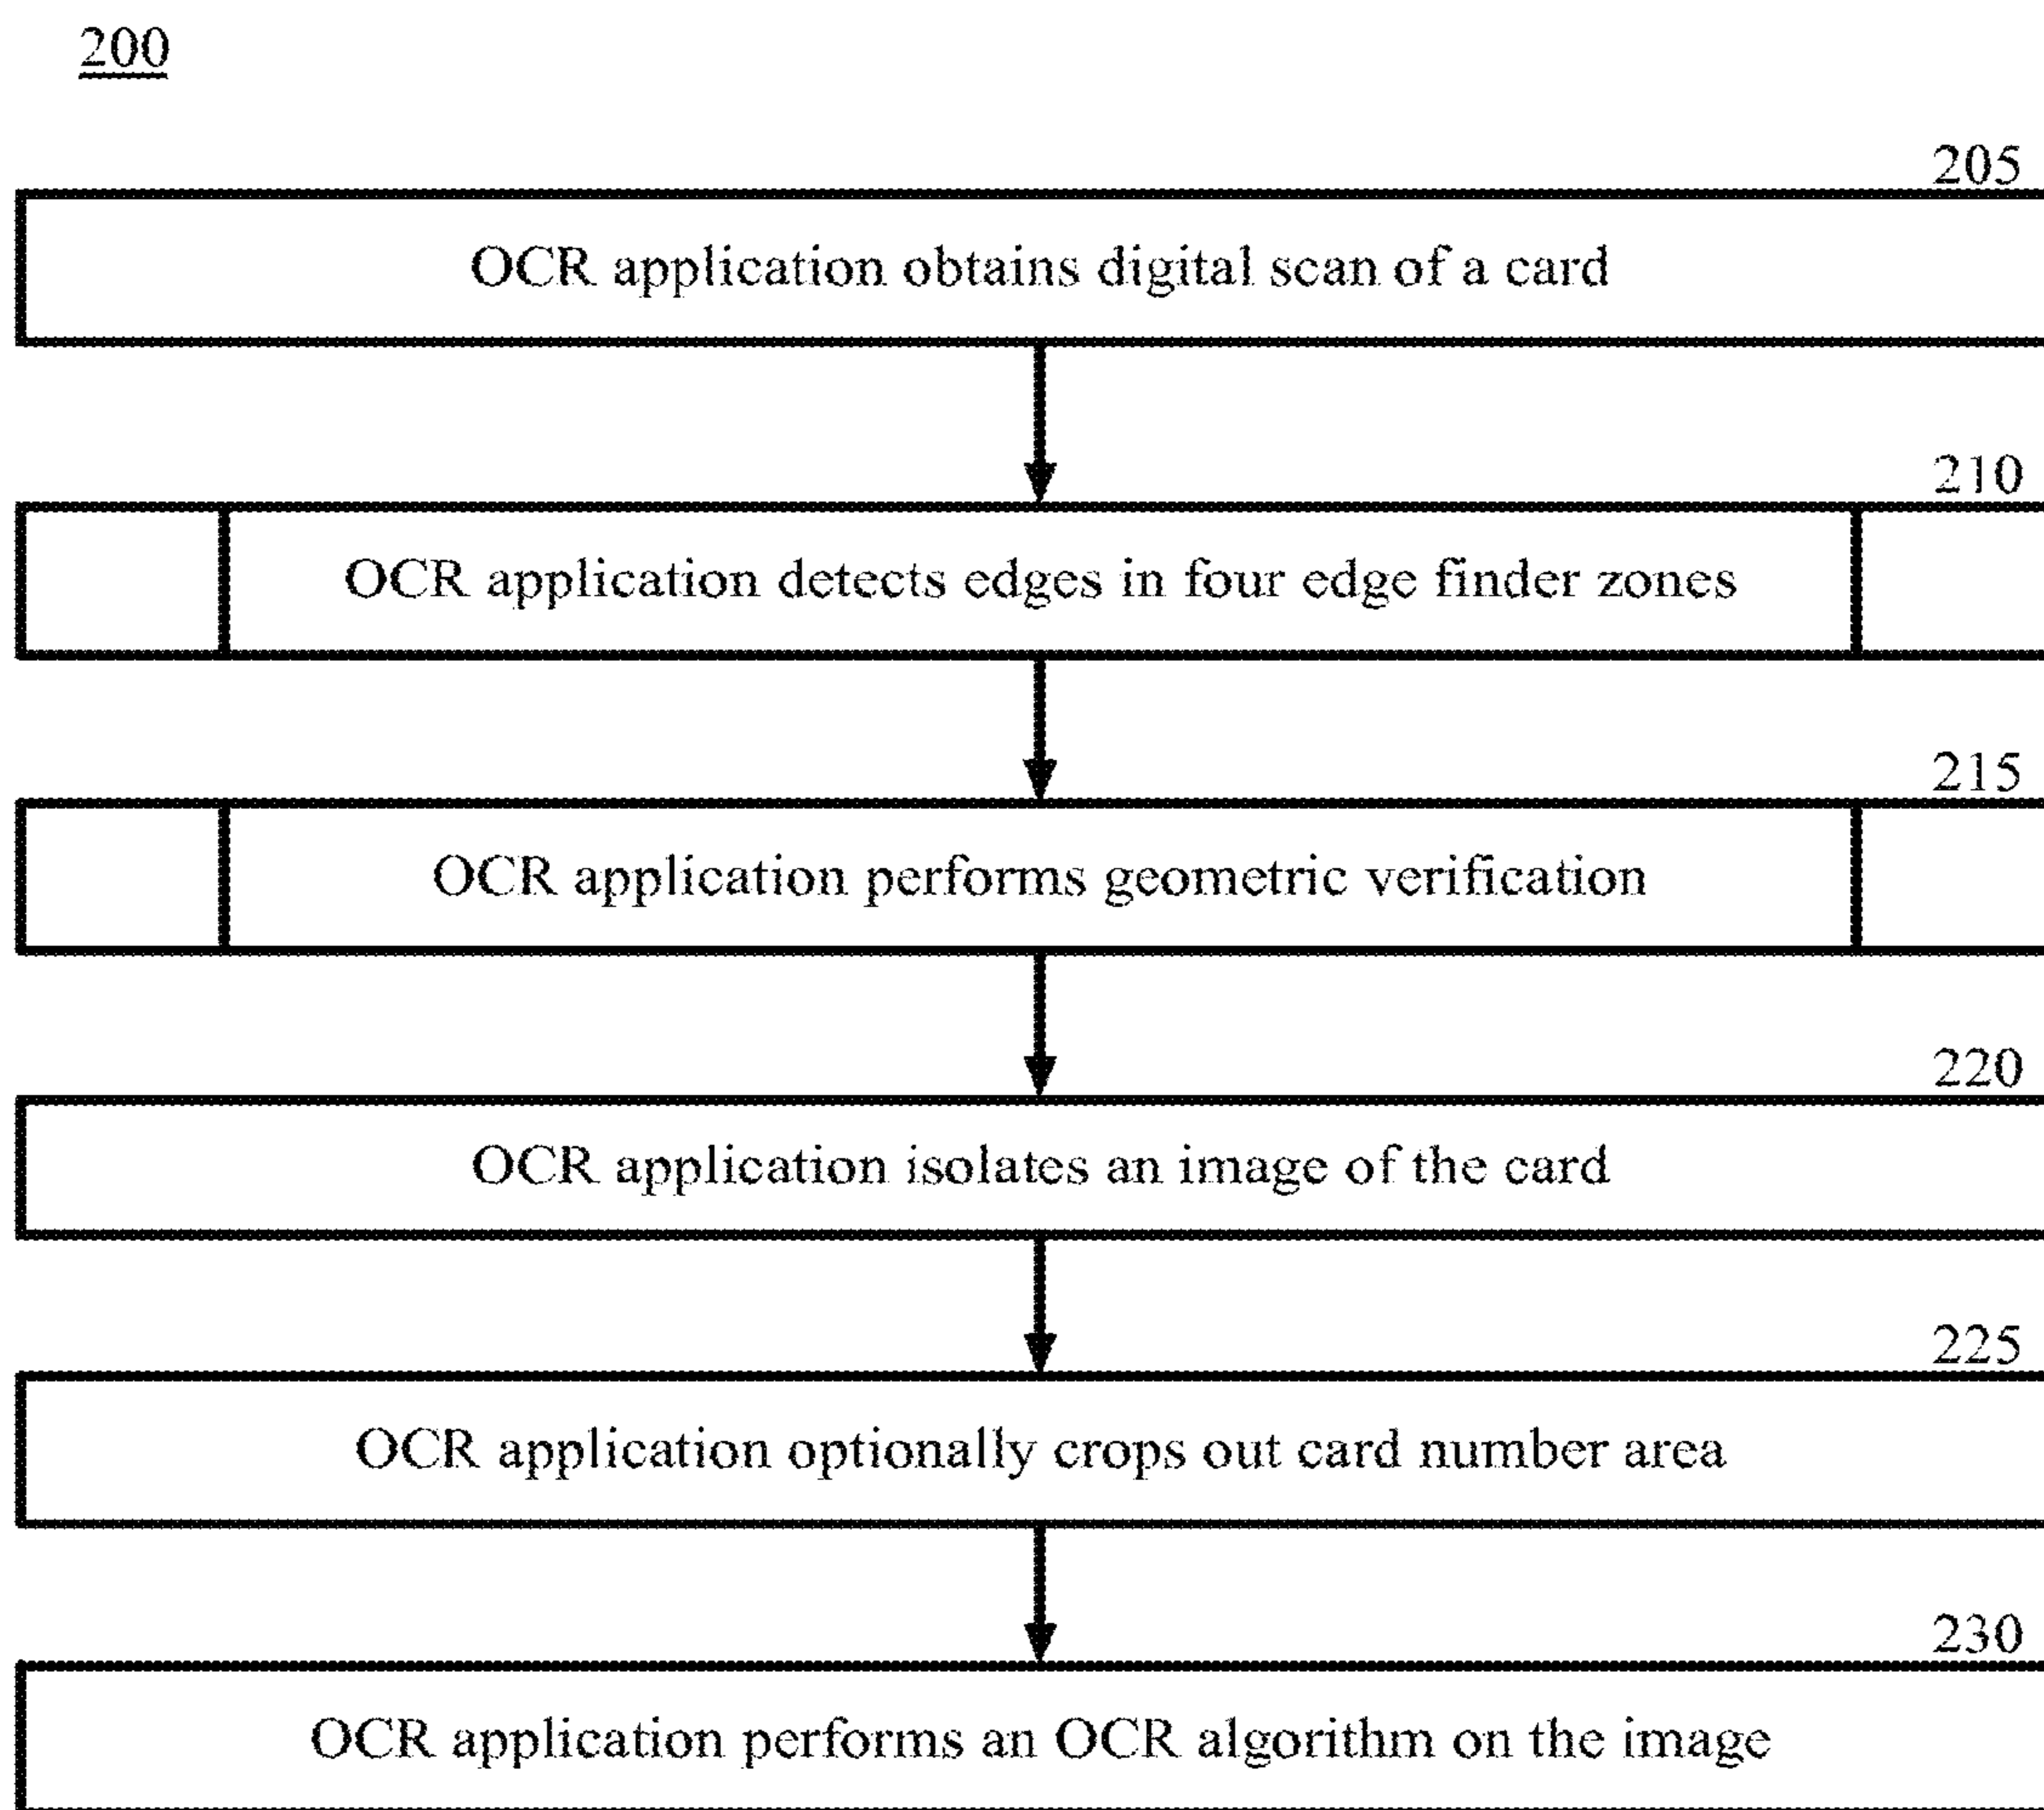 200
205
OCR application obtains digital scan of a card
210
OCR application detects edges in four edge finder zones
215
OCR application performs geometric verification
220
OCR application isolates an image of the card
225
OCR application optionally crops out card number area
230
OCR application performs an OCR algorithm on the image